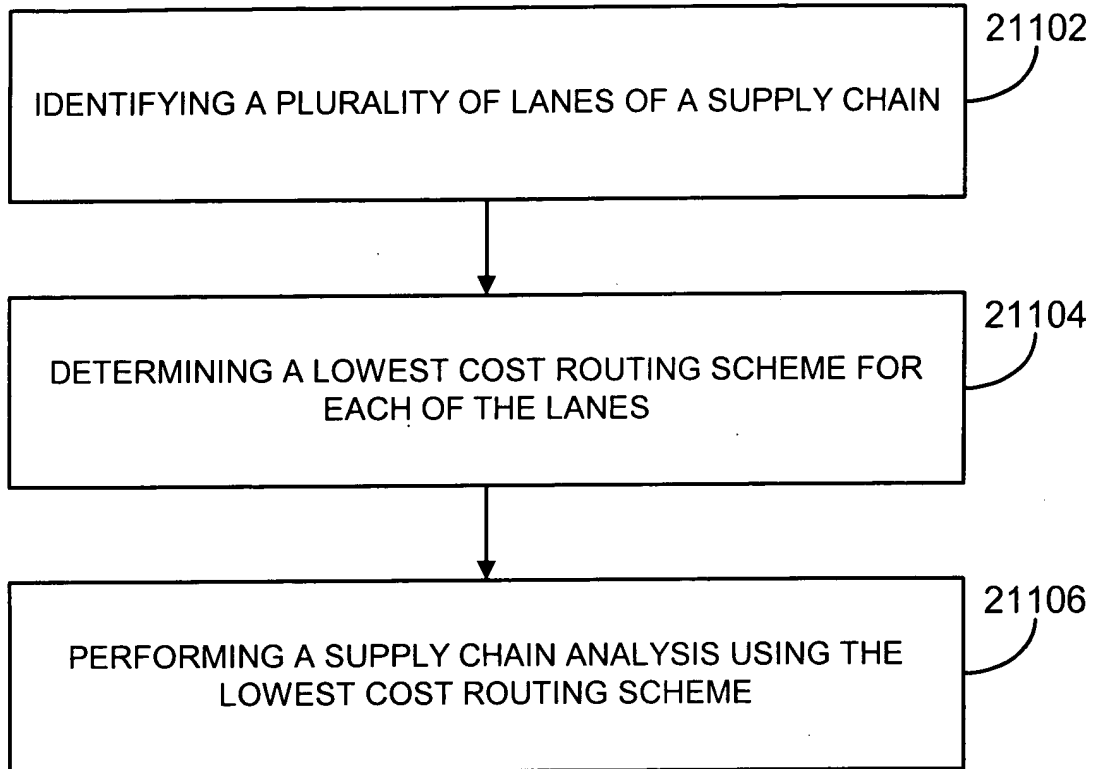 21102
IDENTIFYING A PLURALITY OF LANES OF A SUPPLY CHAIN
21104
DETERMINING A LOWEST COST ROUTING SCHEME FOR
EACH OF THE LANES
21106
PERFORMING A SUPPLY CHAIN ANALYSIS USING THE
LOWEST COST ROUTING SCHEME